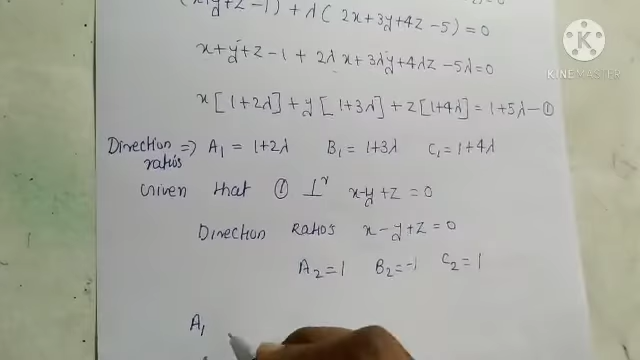 (x+y+z-1) + λ(2x+3y+4z-5)=0
x+y+z-1+2λx+3λy+4λz-5λ=0
x[1+2λ]+y[1+3λ]+z[1+4λ]=1+5λ-①
Direction ratios => A₁ = 1+2λ B₁ = 1+3λ C₁ = 1+4λ
Given that ① ⊥ʳ x-y+z=0
Direction Ratios x-y+z=0
A₂=1 B₂=-1 C₂=1
A₁
KINEMASTER